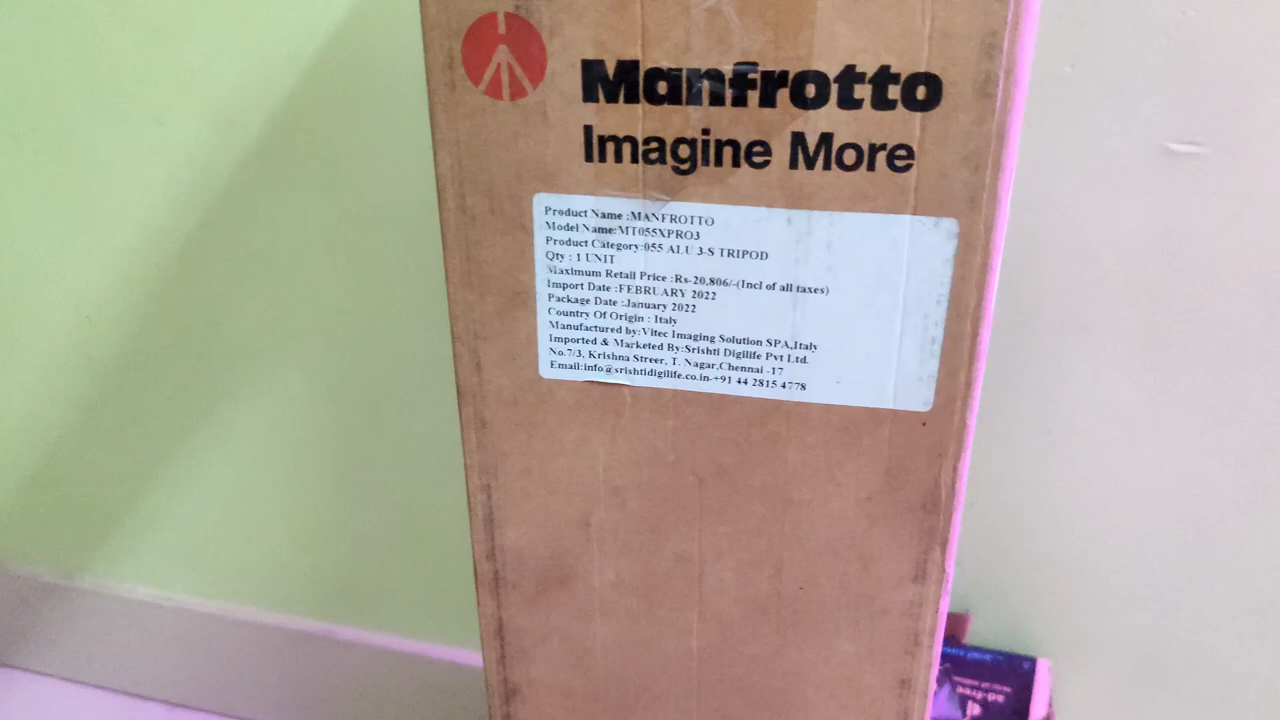 Manfrotto
Imagine More
Product Name :MANFROTTO
Model Name:MT055XPRO3
Product Category:055 ALU 3-S TRIPOD
Qty : 1 UNIT
Maximum Retail Price :Rs-20,806/-(Incl of all taxes)
Import Date :FEBRUARY 2022
Package Date :January 2022
Country Of Origin : Italy
Manufactured by:Vitec Imaging Solution SPA,Italy
Imported & Marketed By:Srishti Digilife Pvt Ltd.
No.7/3, Krishna Streer, T. Nagar,Chennai -17
Email:info@srishtidigilife.co.in-+91 44 2815 4778
ad-free